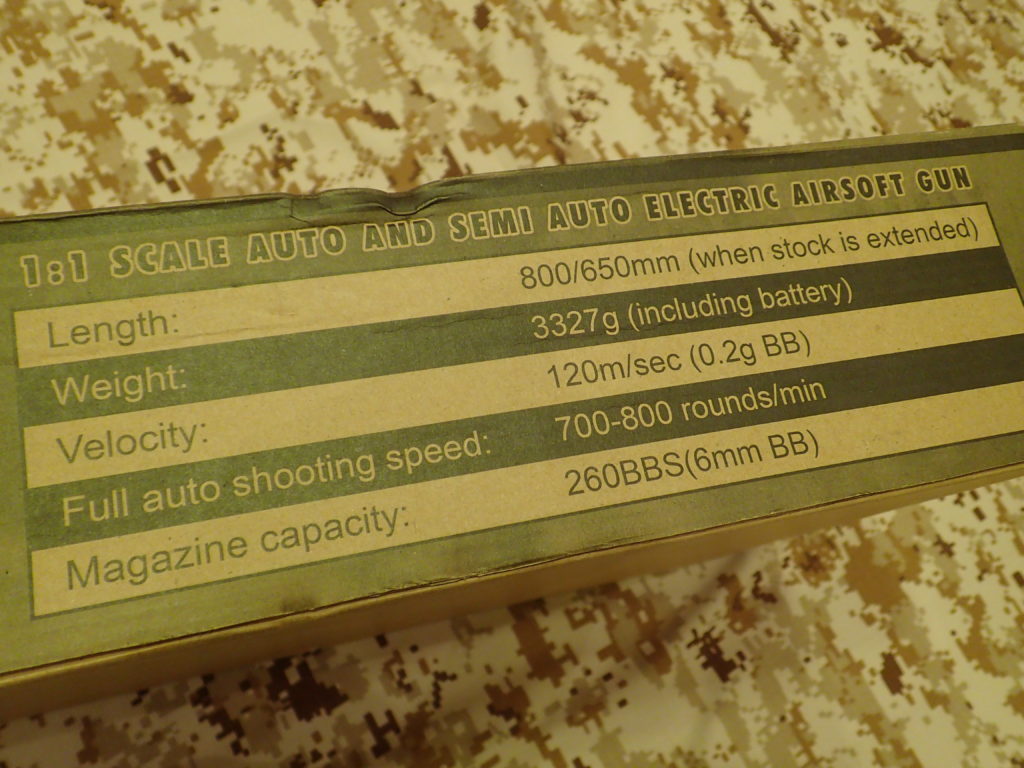 1:1 SCALE AUTO AND SEMI AUTO ELECTRIC AIRSOFT GUN
Length: 800/650mm (when stock is extended)
Weight: 3327g (including battery)
Velocity: 120m/sec (0.2g BB)
Full auto shooting speed: 700-800 rounds/min
Magazine capacity: 260BBS(6mm BB)